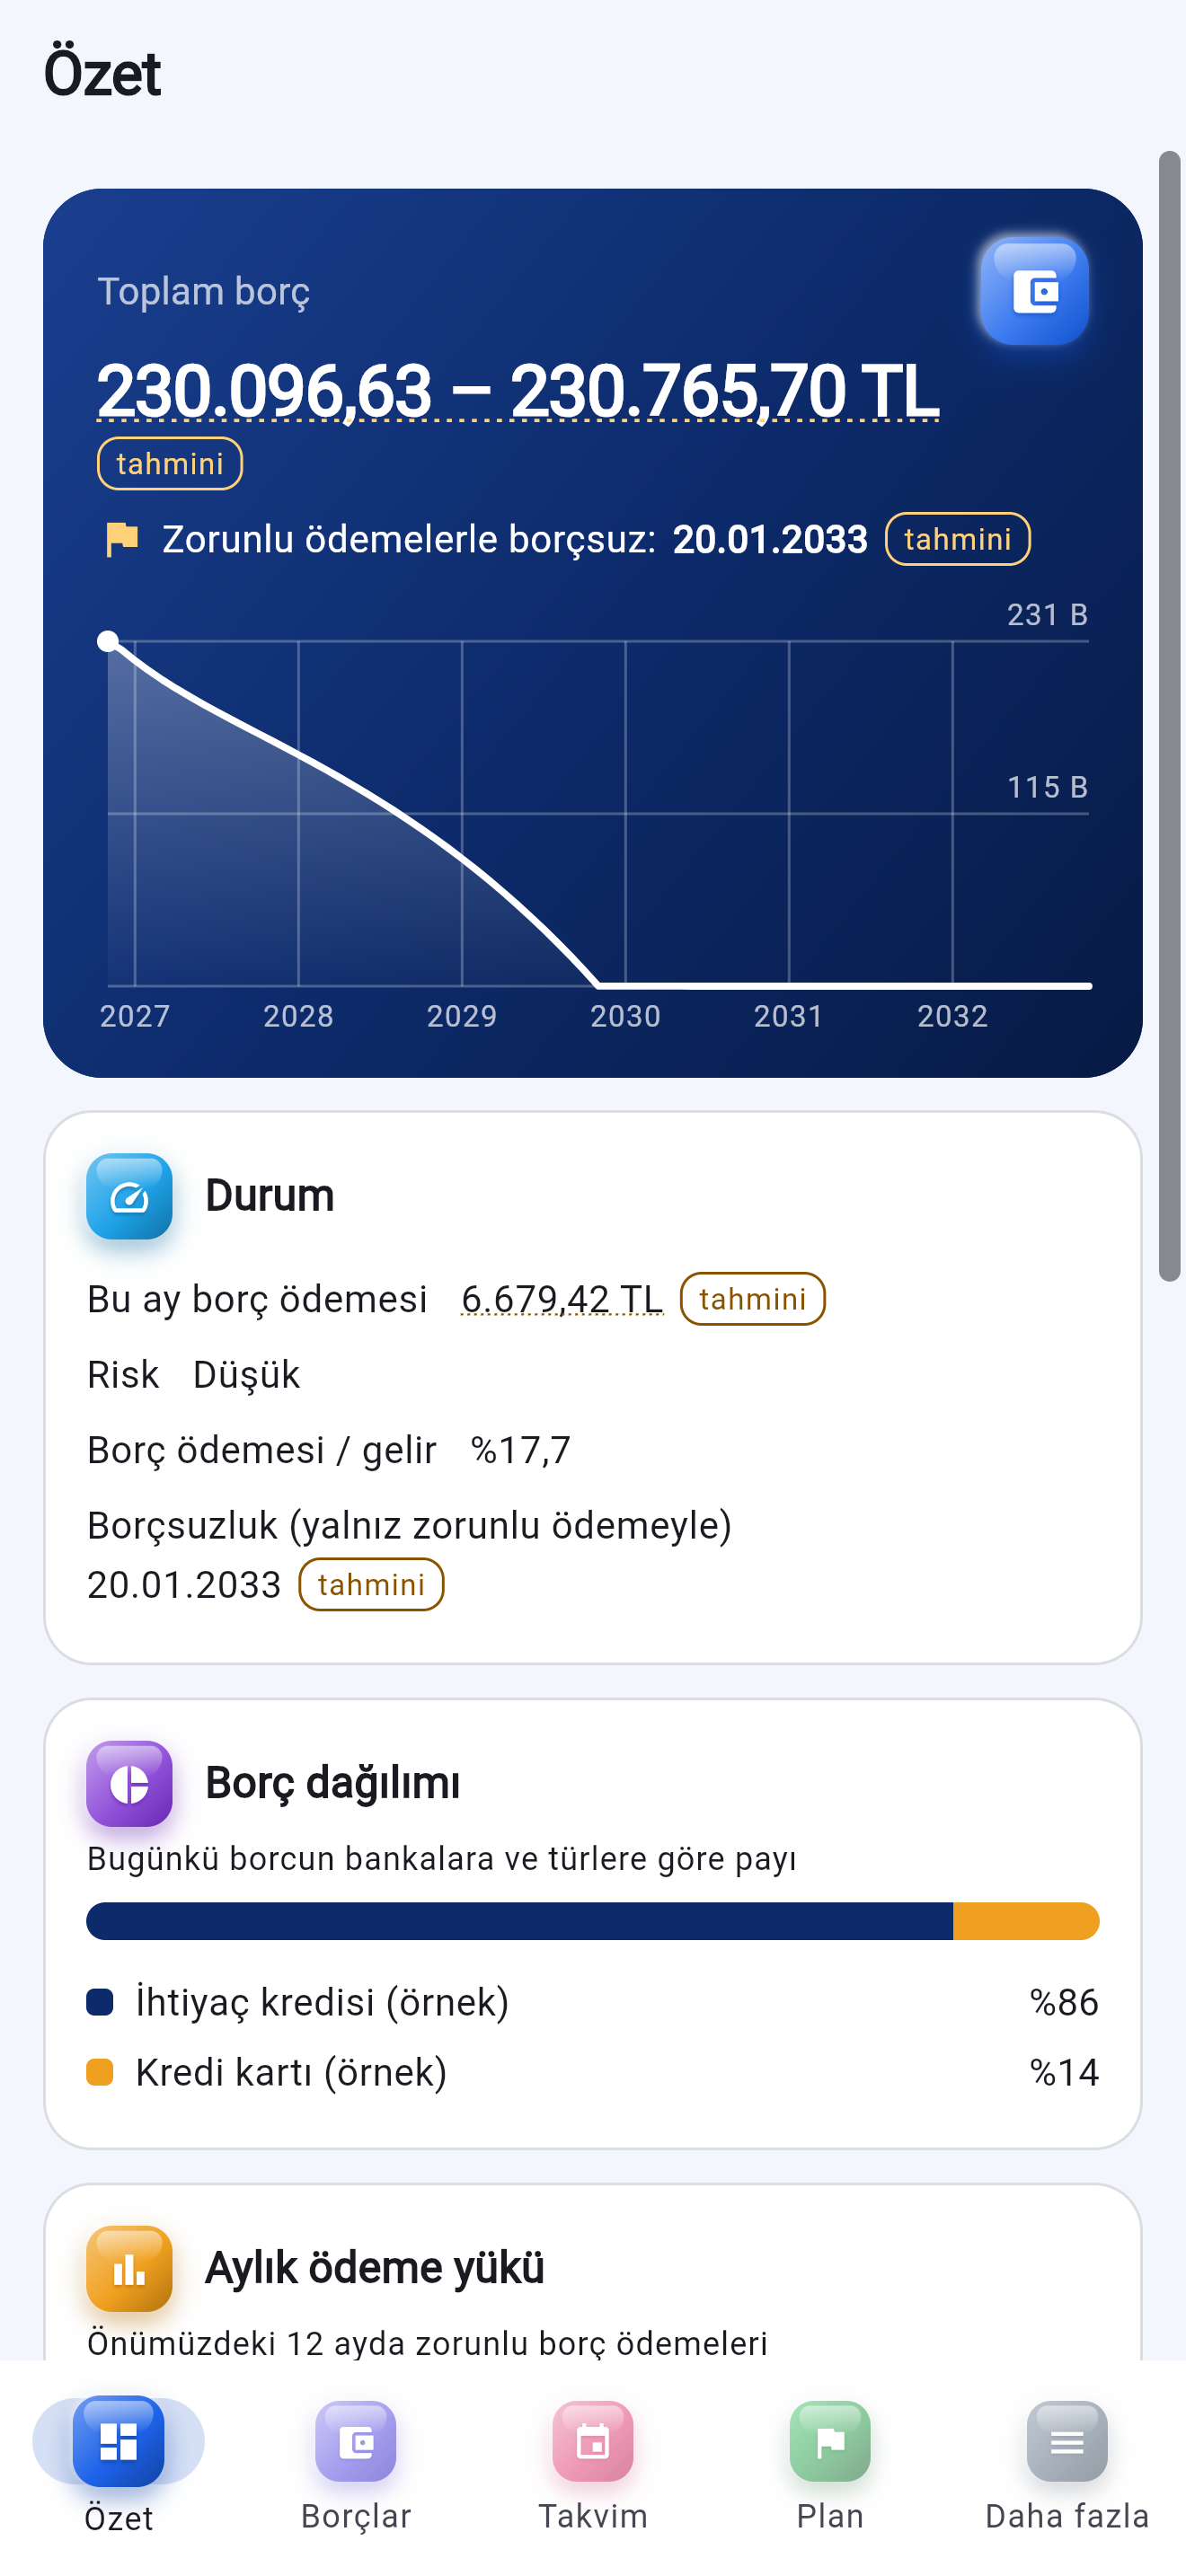 Özet
Toplam borç
230.096,63 – 230.765,70 TL
tahmini
Zorunlu ödemelerle borçsuz: 20.01.2033 tahmini
231 B
115 B
2027 2028 2029 2030 2031 2032
Durum
Bu ay borç ödemesi 6.679,42 TL tahmini
Risk Düşük
Borç ödemesi / gelir %17,7
Borçsuzluk (yalnız zorunlu ödemeyle)
20.01.2033 tahmini
Borç dağılımı
Bugünkü borcun bankalara ve türlere göre payı
İhtiyaç kredisi (örnek) %86
Kredi kartı (örnek) %14
Aylık ödeme yükü
Önümüzdeki 12 ayda zorunlu borç ödemeleri
Özet Borçlar Takvim Plan Daha fazla